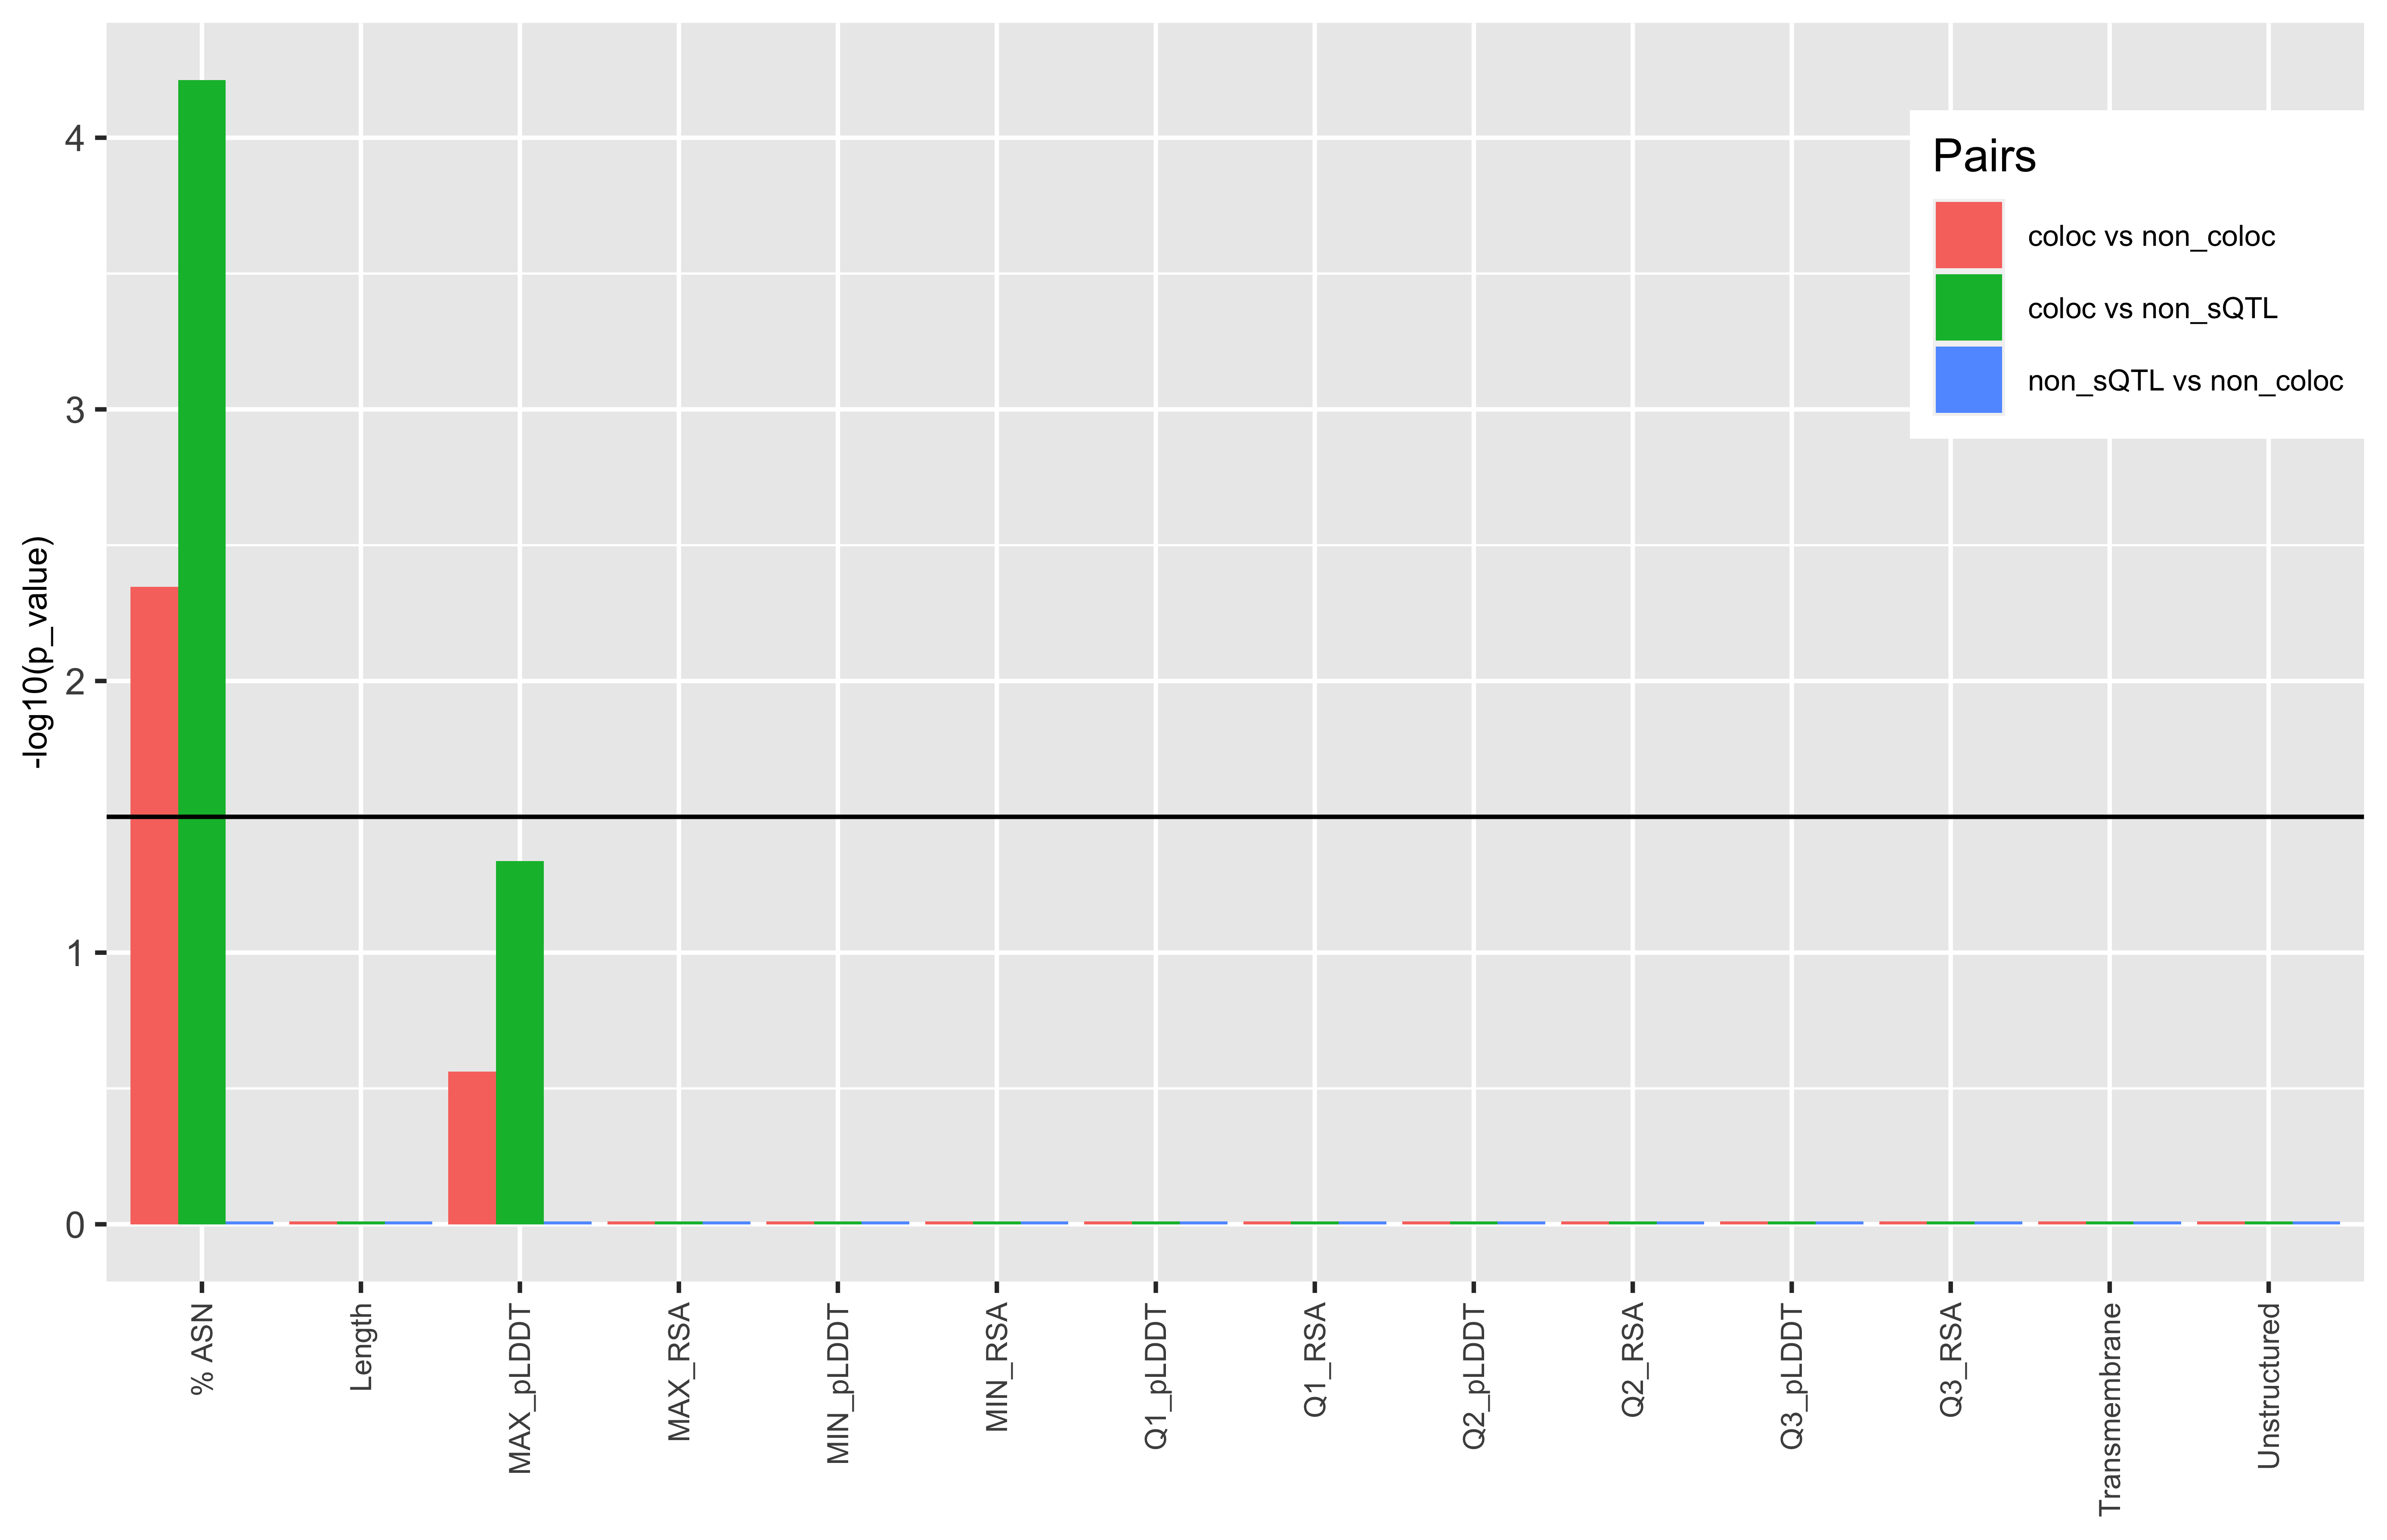 -log10(p_value)
4
3
2
1
0
Pairs
coloc vs non_coloc
coloc vs non_sQTL
non_sQTL vs non_coloc
% ASN
Length
MAX_pLDDT
MAX_RSA
MIN_pLDDT
MIN_RSA
Q1_pLDDT
Q1_RSA
Q2_pLDDT
Q2_RSA
Q3_pLDDT
Q3_RSA
Transmembrane
Unstructured